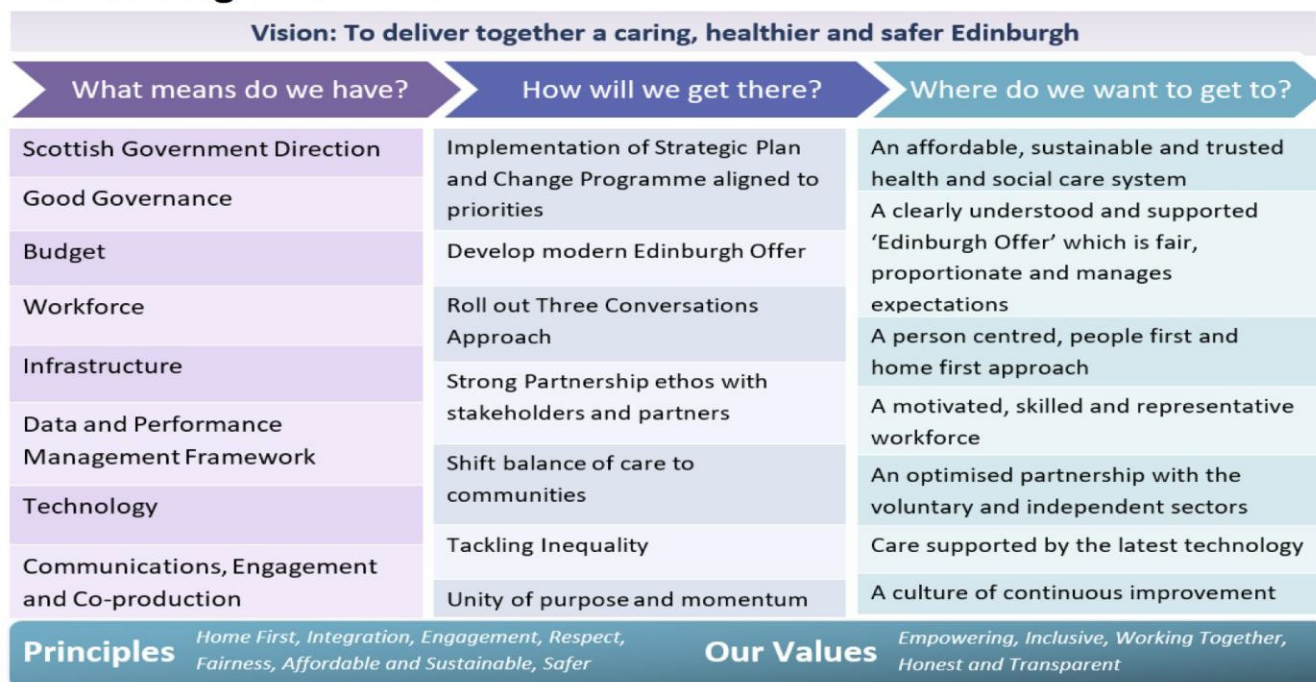 Vision: To deliver together a caring, healthier and safer Edinburgh
What means do we have?
Scottish Government Direction
Good Governance
Budget
Workforce
Infrastructure
Data and Performance
Management Framework
Technology
Communications, Engagement
and Co-production
How will we get there?
Implementation of Strategic Plan
and Change Programme aligned to
priorities
Develop modern Edinburgh Offer
Roll out Three Conversations
Approach
Strong Partnership ethos with
stakeholders and partners
Shift balance of care to
communities
Tackling Inequality
Unity of purpose and momentum
Where do we want to get to?
An affordable, sustainable and trusted
health and social care system
A clearly understood and supported
‘Edinburgh Offer’ which is fair,
proportionate and manages
expectations
A person centred, people first and
home first approach
A motivated, skilled and representative
workforce
An optimised partnership with the
voluntary and independent sectors
Care supported by the latest technology
A culture of continuous improvement
Principles
Home First, Integration, Engagement, Respect,
Fairness, Affordable and Sustainable, Safer
Our Values
Empowering, Inclusive, Working Together,
Honest and Transparent